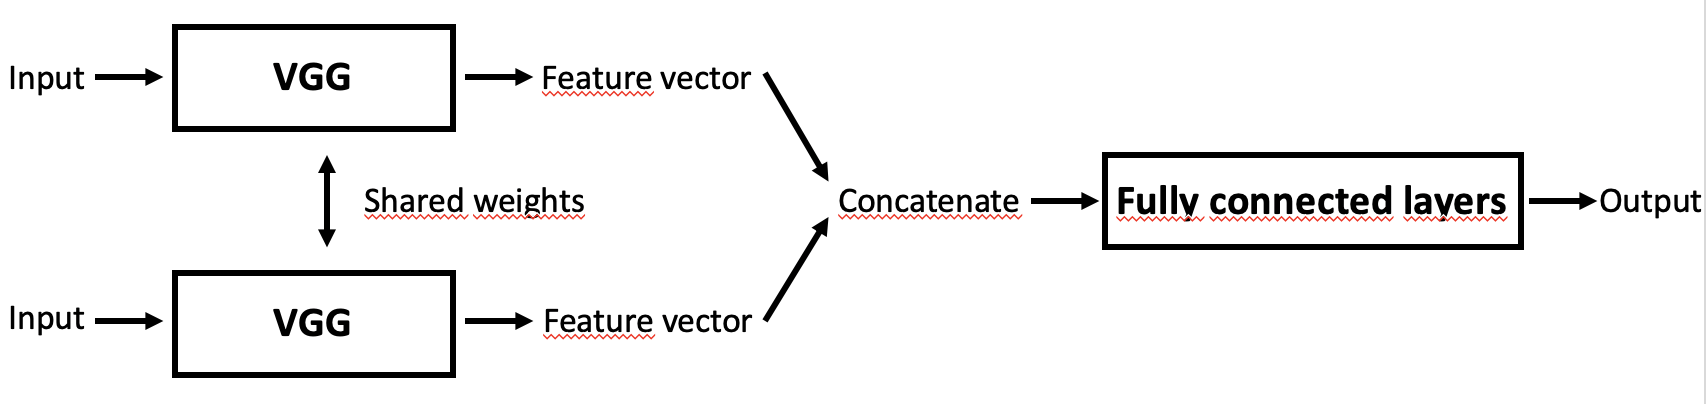 Input
VGG
Feature vector
Shared weights
Concatenate
Fully connected layers
Output
Input
VGG
Feature vector